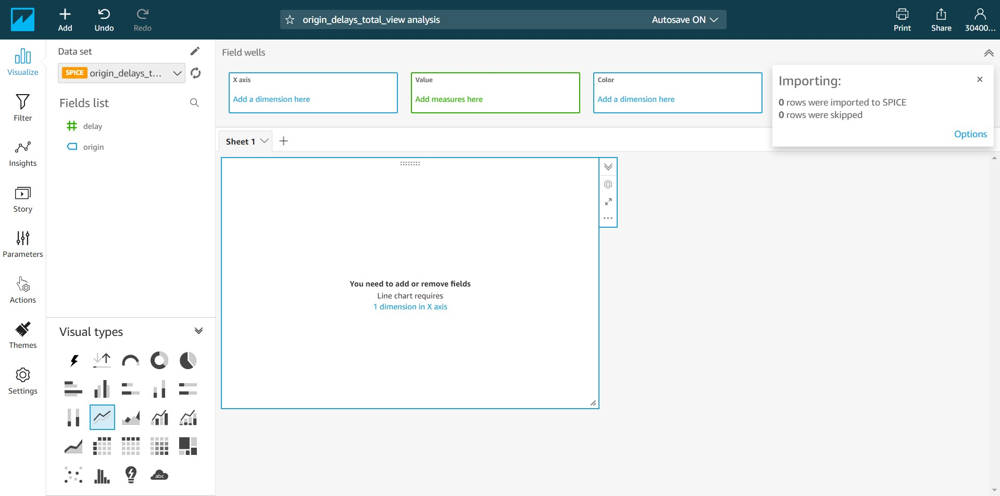 Add
Undo
Redo
origin_delays_total_view analysis
Autosave ON
Print
Share
30400...
Visualize
Filter
Insights
Story
Parameters
Actions
Themes
Settings
Data set
SPICE origin_delays_t...
Fields list
delay
origin
Visual types
abc
Field wells
X axis
Add a dimension here
Value
Add measures here
Color
Add a dimension here
Importing:
0 rows were imported to SPICE
0 rows were skipped
Options
Sheet 1
You need to add or remove fields
Line chart requires
1 dimension in X axis